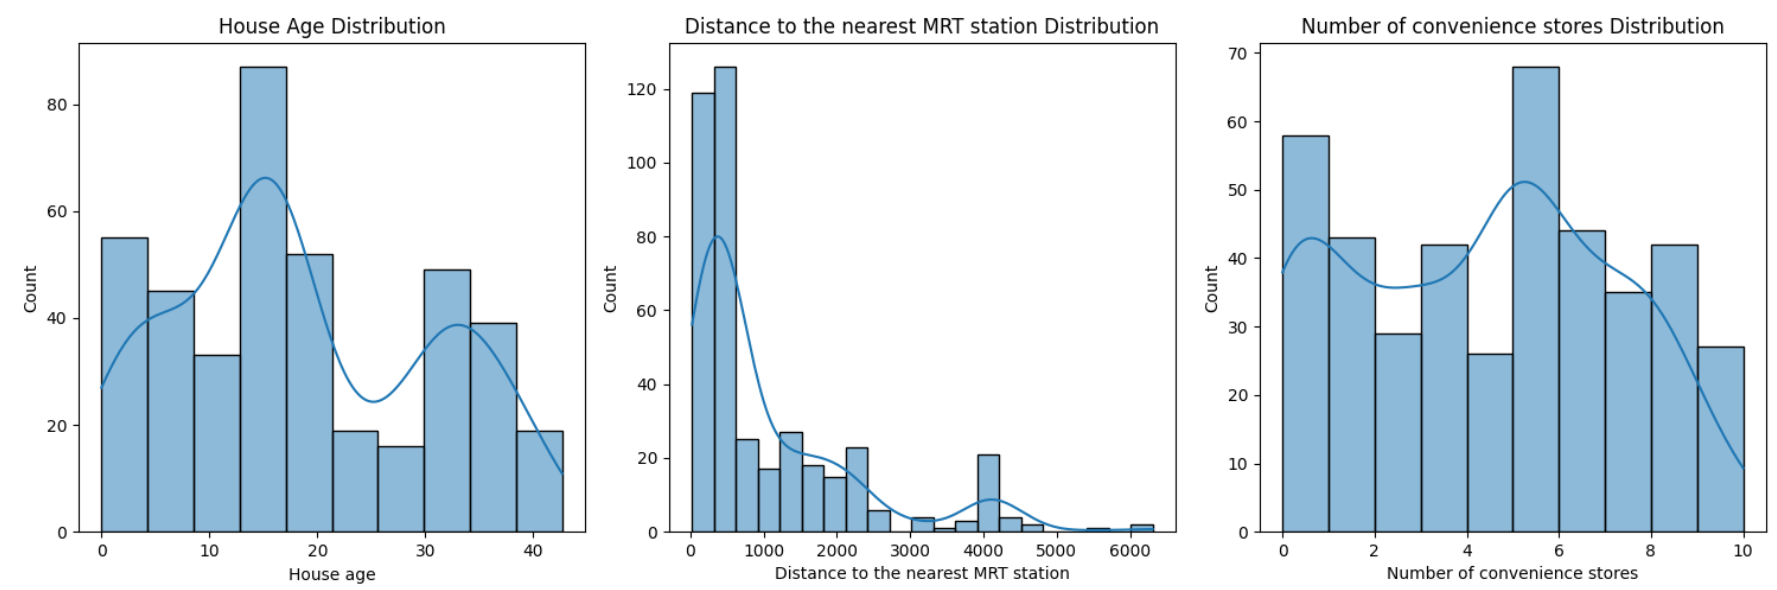 House Age Distribution
Count
80
60
40
20
0
0 10 20 30 40
House age
Distance to the nearest MRT station Distribution
Count
120
100
80
60
40
20
0
0 1000 2000 3000 4000 5000 6000
Distance to the nearest MRT station
Number of convenience stores Distribution
Count
70
60
50
40
30
20
10
0
0 2 4 6 8 10
Number of convenience stores